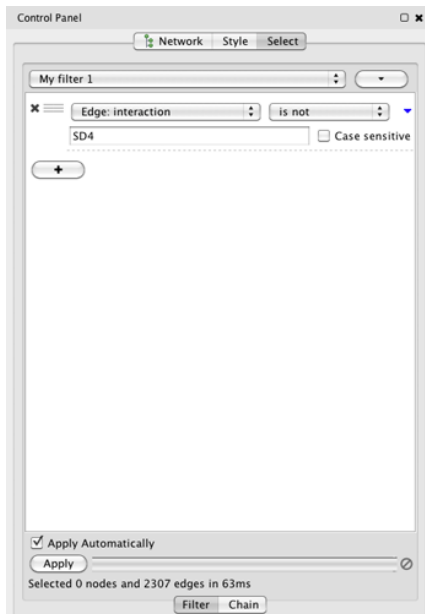 Control Panel
Network Style Select
My filter 1
Edge: interaction is not
SD4 Case sensitive
+
Apply Automatically
Apply
Selected 0 nodes and 2307 edges in 63ms
Filter Chain